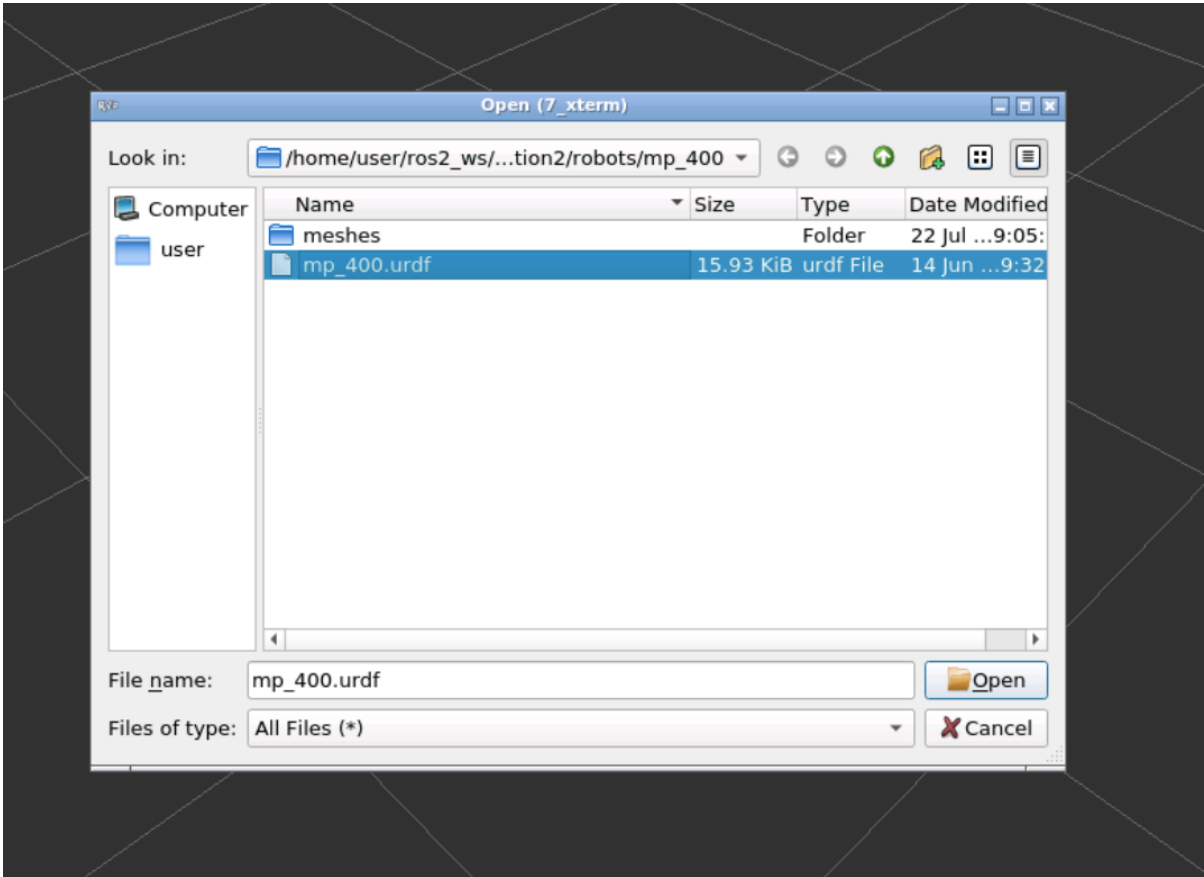 Open (7_xterm)
Look in: /home/user/ros2_ws/...tion2/robots/mp_400
Computer
user
Name Size Type Date Modified
meshes Folder 22 Jul ...9:05:
mp_400.urdf 15.93 KiB urdf File 14 Jun ...9:32
File name: mp_400.urdf Open
Files of type: All Files (*) Cancel